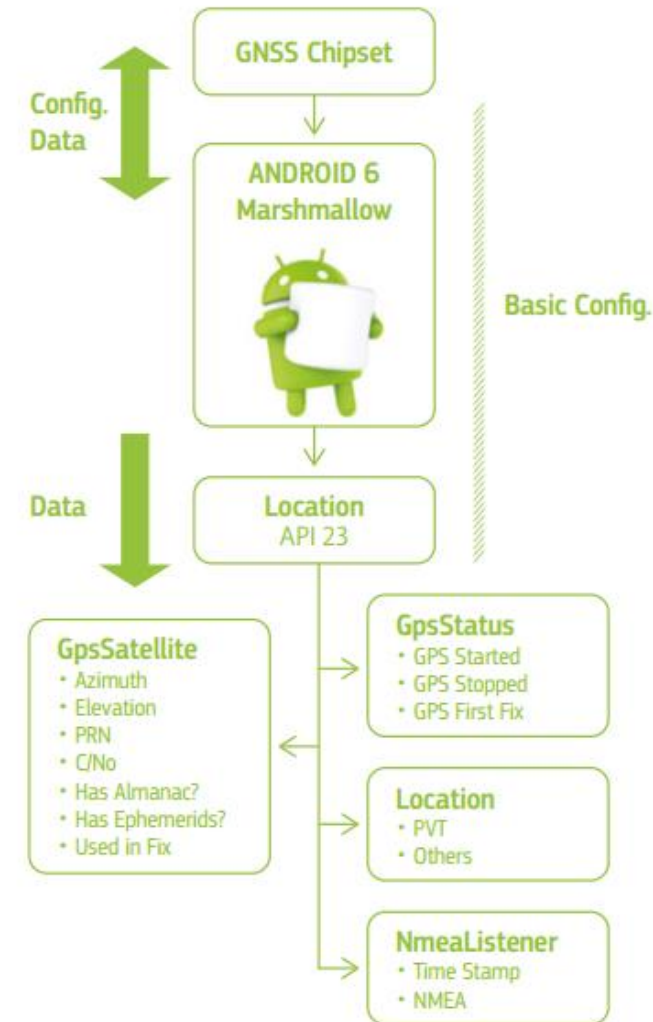 GNSS Chipset
Config.
Data
ANDROID 6
Marshmallow
Basic Config.
Data
Location
API 23
GpsSatellite
• Azimuth
• Elevation
• PRN
• C/No
• Has Almanac?
• Has Ephemerids?
• Used in Fix
GpsStatus
• GPS Started
• GPS Stopped
• GPS First Fix
Location
• PVT
• Others
NmeaListener
• Time Stamp
• NMEA